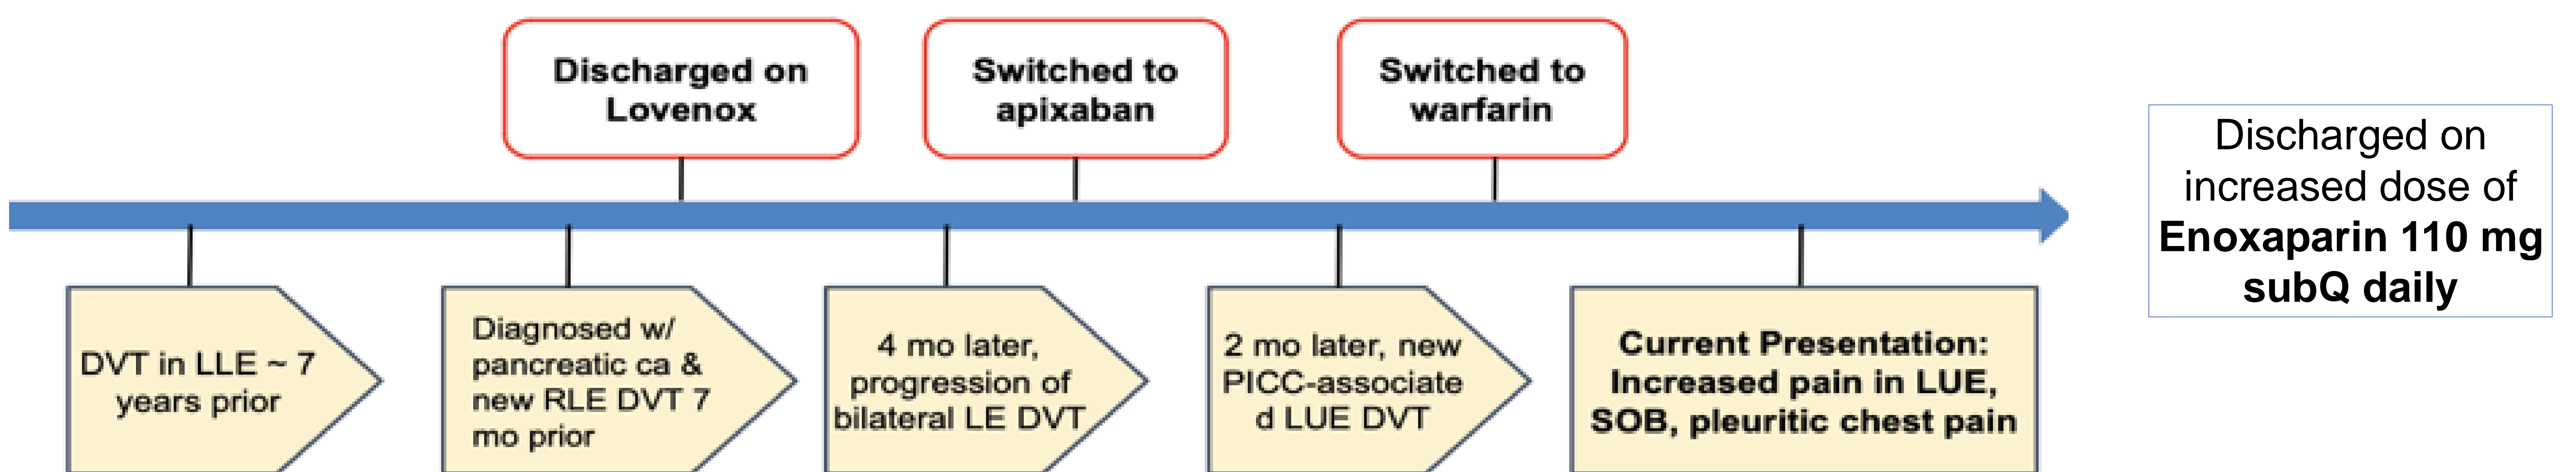 Discharged on
Lovenox
Switched to
apixaban
Switched to
warfarin
Discharged on
increased dose of
Enoxaparin 110 mg
subQ daily
DVT in LLE ~ 7
years prior
Diagnosed w/
pancreatic ca &
new RLE DVT 7
mo prior
4 mo later,
progression of
bilateral LE DVT
2 mo later, new
PICC-associate
d LUE DVT
Current Presentation:
Increased pain in LUE,
SOB, pleuritic chest pain